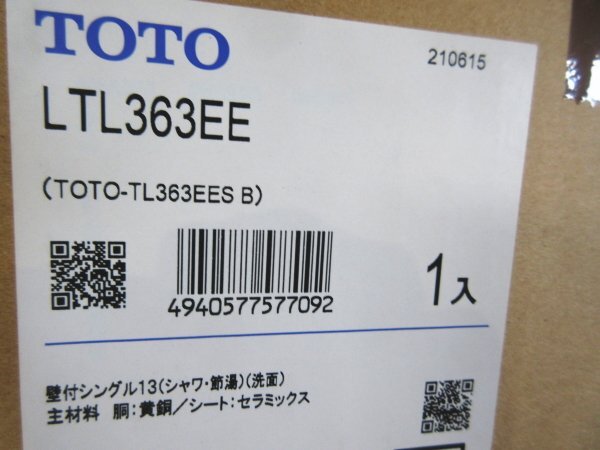 TOTO
210615
LTL363EE
(TOTO-TL363EES B)
4940577577092
1入
壁付シングル13(シャワ・節湯)(洗面)
主材料 胴:黄銅/シート:セラミックス